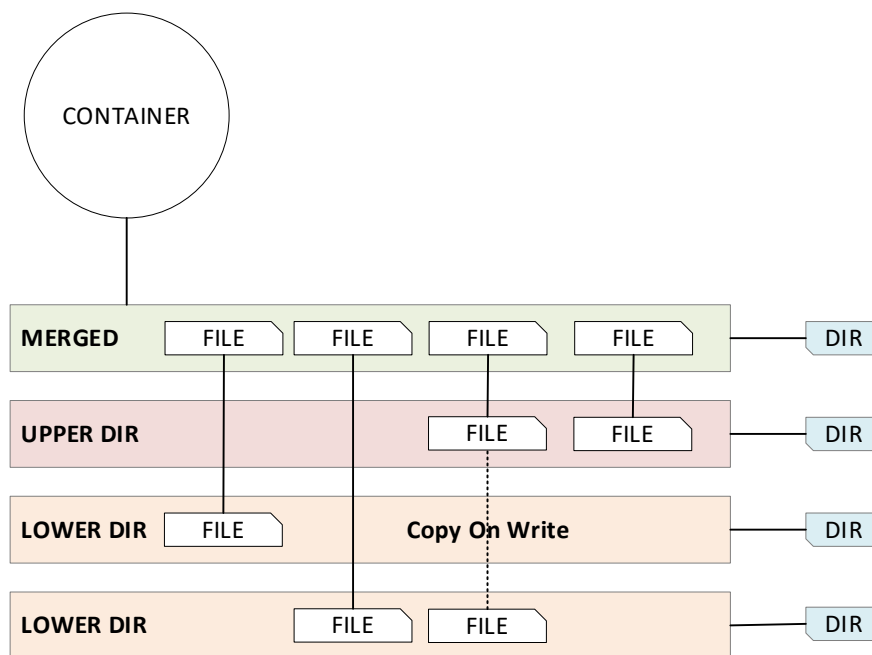 CONTAINER
MERGED FILE FILE FILE FILE DIR
UPPER DIR FILE FILE DIR
LOWER DIR FILE Copy On Write DIR
LOWER DIR FILE FILE DIR